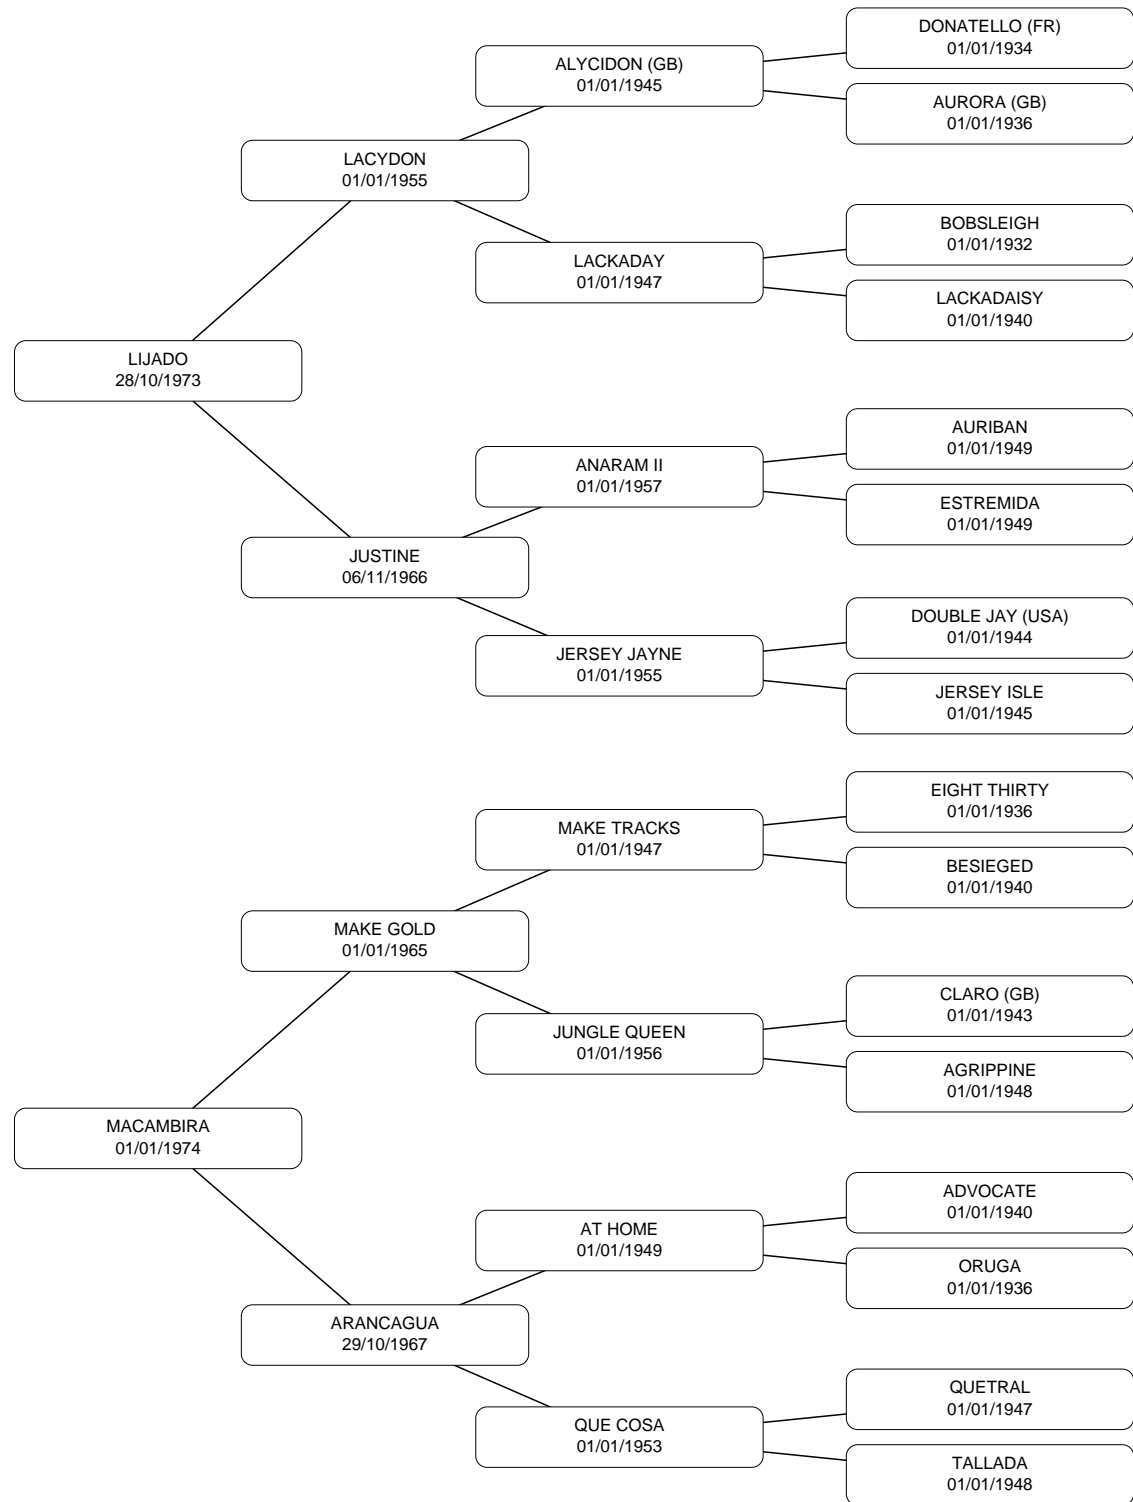 DONATELLO (FR)
01/01/1934
ALYCIDON (GB)
01/01/1945
AURORA (GB)
01/01/1936
LACYDON
01/01/1955
BOBSLEIGH
01/01/1932
LACKADAY
01/01/1947
LACKADAISY
01/01/1940
LIJADO
28/10/1973
AURIBAN
01/01/1949
ANARAM II
01/01/1957
ESTREMIDA
01/01/1949
JUSTINE
06/11/1966
DOUBLE JAY (USA)
01/01/1944
JERSEY JAYNE
01/01/1955
JERSEY ISLE
01/01/1945
EIGHT THIRTY
01/01/1936
MAKE TRACKS
01/01/1947
BESIEGED
01/01/1940
MAKE GOLD
01/01/1965
CLARO (GB)
01/01/1943
JUNGLE QUEEN
01/01/1956
AGRIPPINE
01/01/1948
MACAMBIRA
01/01/1974
ADVOCATE
01/01/1940
AT HOME
01/01/1949
ORUGA
01/01/1936
ARANCAGUA
29/10/1967
QUETRAL
01/01/1947
QUE COSA
01/01/1953
TALLADA
01/01/1948